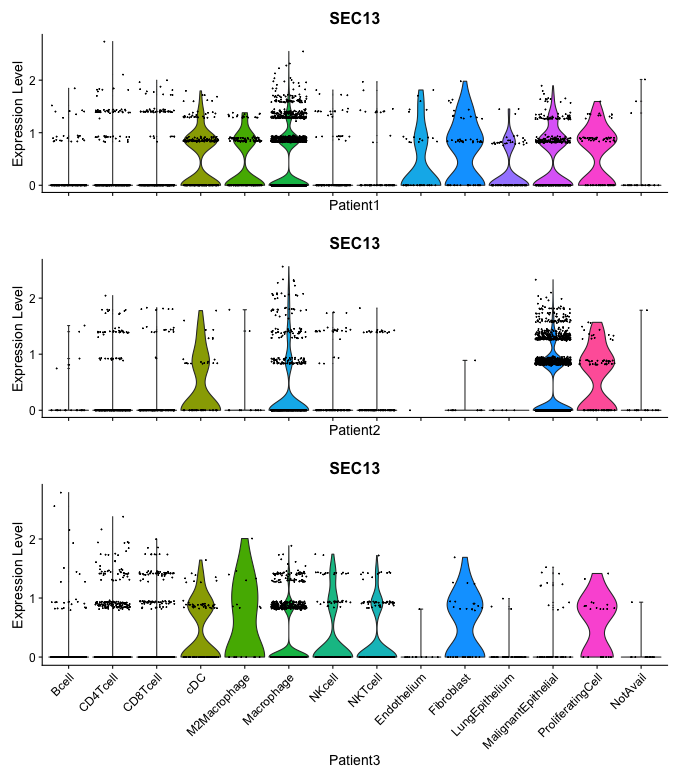 SEC13
Expression Level
2
1
0
Patient1
SEC13
Expression Level
2
1
0
Patient2
SEC13
Expression Level
2
1
0
Bcell
CD4Tcell
CD8Tcell
cDC
M2Macrophage
Macrophage
NKcell
NKTcell
Endothelium
Fibroblast
LungEpithelium
MalignantEpithelial
ProliferatingCell
NotAvail
Patient3